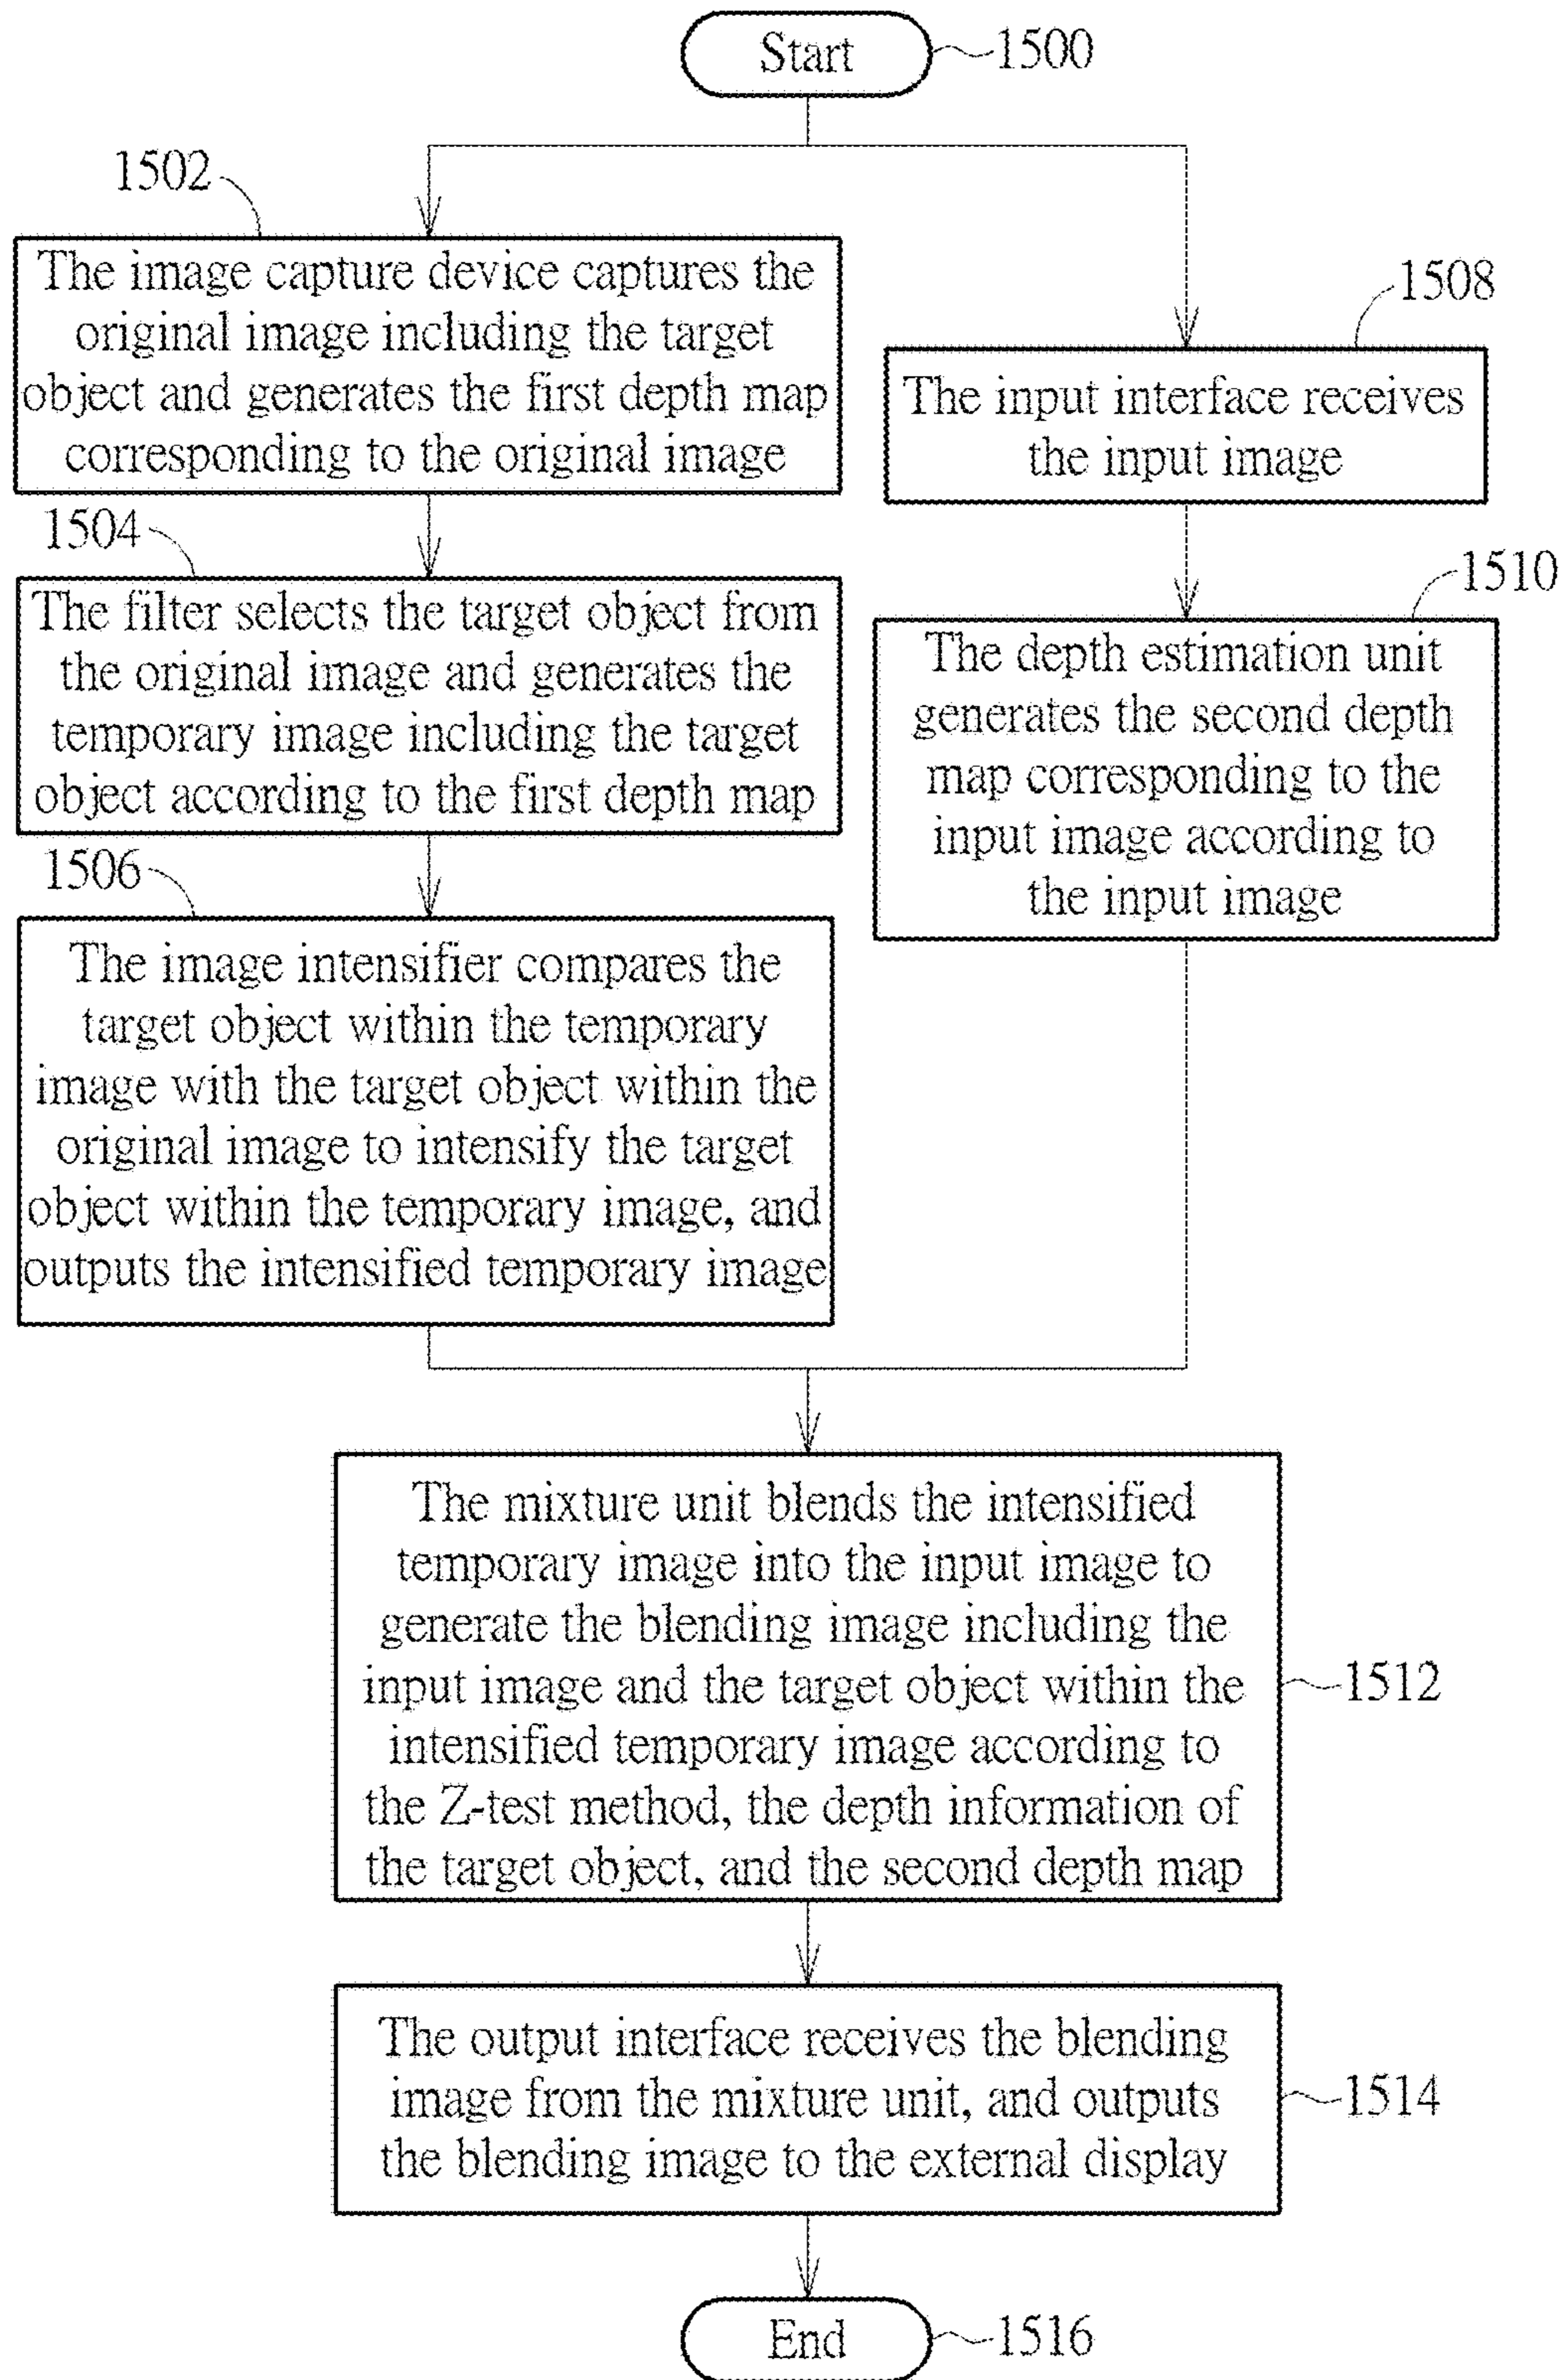 Start
1500
1502
The image capture device captures the
original image including the target
object and generates the first depth map
corresponding to the original image
1504
The filter selects the target object from
the original image and generates the
temporary image including the target
object according to the first depth map
1506
The image intensifier compares the
target object within the temporary
image with the target object within the
original image to intensify the target
object within the temporary image, and
outputs the intensified temporary image
1508
The input interface receives
the input image
1510
The depth estimation unit
generates the second depth
map corresponding to the
input image according to
the input image
The mixture unit blends the intensified
temporary image into the input image to
generate the blending image including the
input image and the target object within the
intensified temporary image according to
the Z-test method, the depth information of
the target object, and the second depth map
1512
The output interface receives the blending
image from the mixture unit, and outputs
the blending image to the external display
1514
End
1516